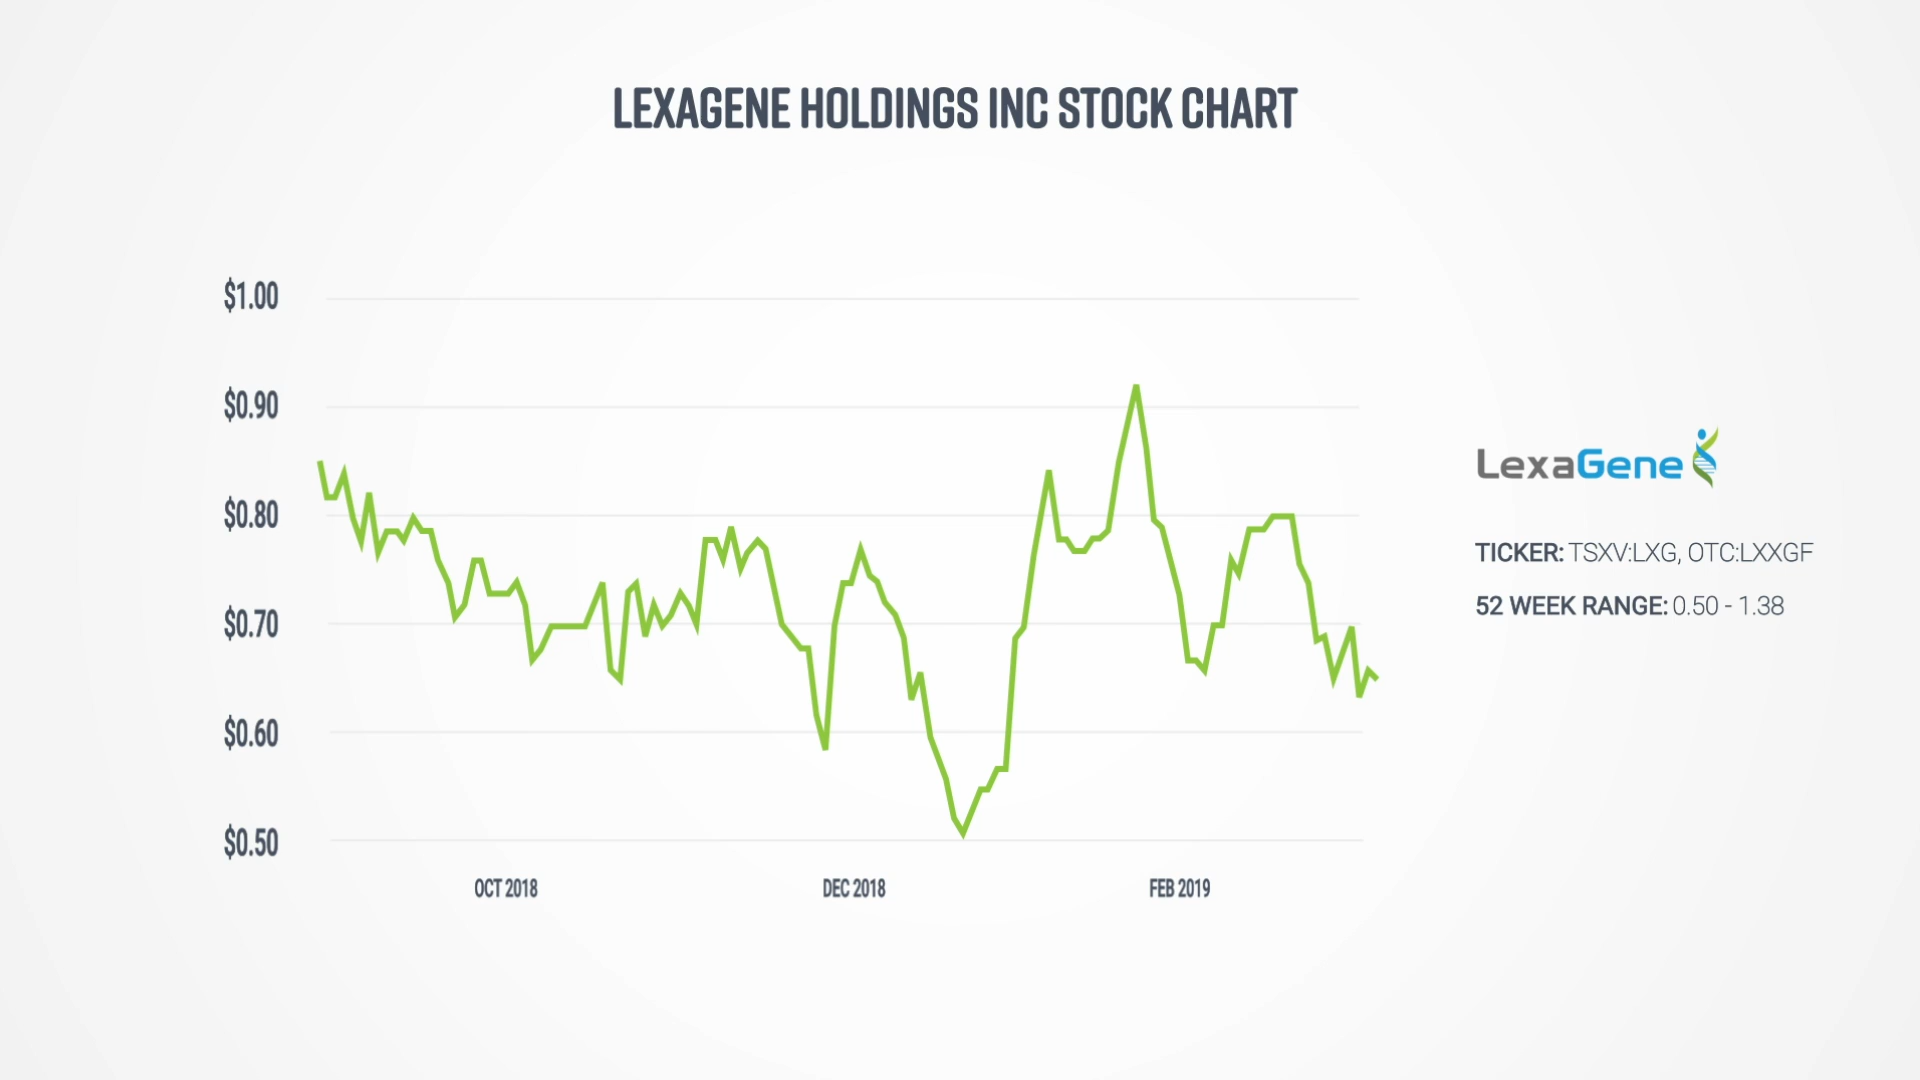 LEXAGENE HOLDINGS INC STOCK CHART
$1.00
$0.90
$0.80
$0.70
$0.60
$0.50
OCT 2018
DEC 2018
FEB 2019
LexaGene
TICKER: TSXV:LXG, OTC:LXXGF
52 WEEK RANGE: 0.50 - 1.38